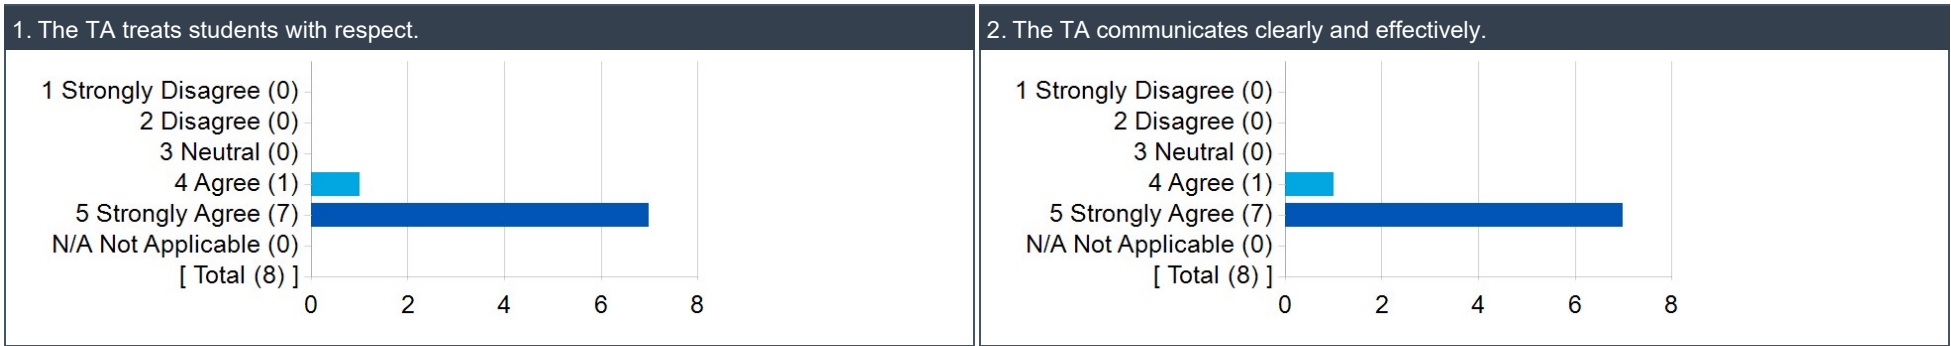 1. The TA treats students with respect.
1 Strongly Disagree (0)
2 Disagree (0)
3 Neutral (0)
4 Agree (1)
5 Strongly Agree (7)
N/A Not Applicable (0)
[ Total (8) ]
0 2 4 6 8
2. The TA communicates clearly and effectively.
1 Strongly Disagree (0)
2 Disagree (0)
3 Neutral (0)
4 Agree (1)
5 Strongly Agree (7)
N/A Not Applicable (0)
[ Total (8) ]
0 2 4 6 8